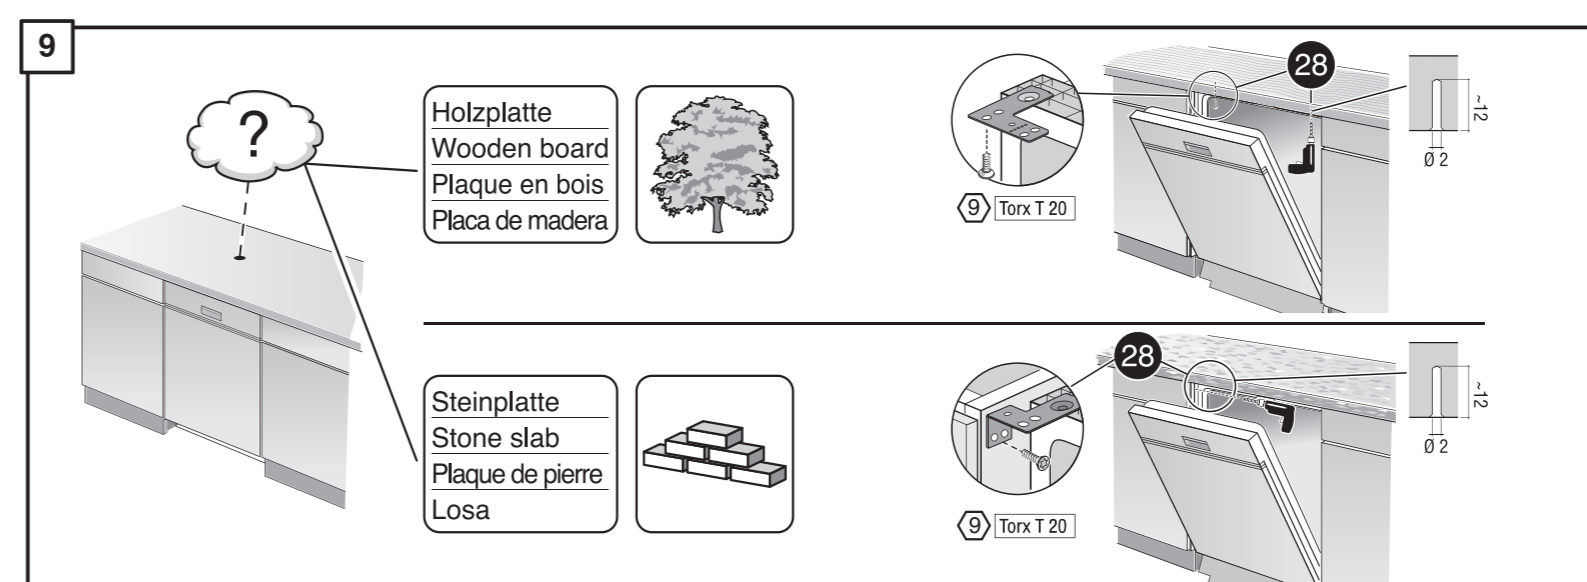 9
?
Holzplatte
Wooden board
Plaque en bois
Placa de madera
28
~12
Ø 2
9 Torx T 20
Steinplatte
Stone slab
Plaque de pierre
Losa
28
~12
Ø 2
9 Torx T 20